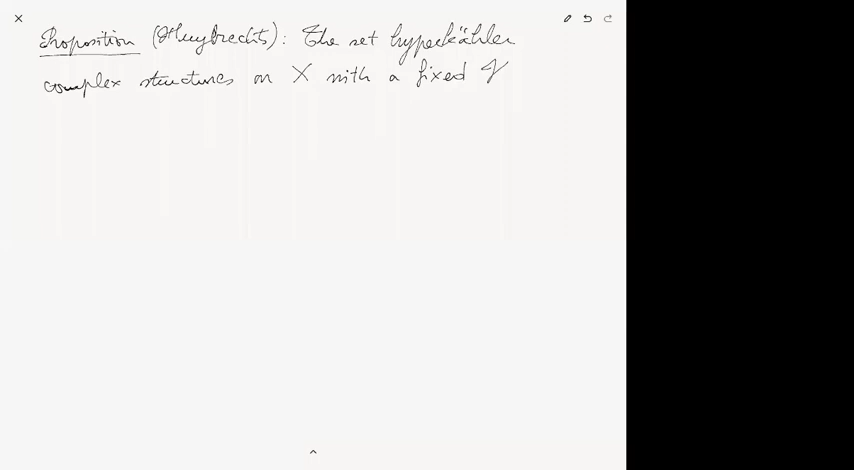 Proposition (Huybrechts): The set hyperkähler
complex structures on X with a fixed q